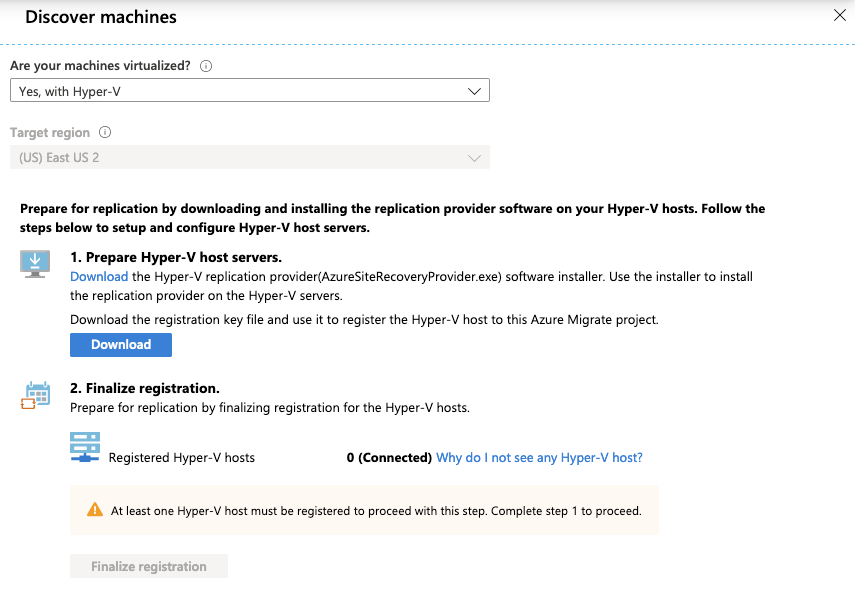 Discover machines
Are your machines virtualized?
Yes, with Hyper-V
Target region
(US) East US 2
Prepare for replication by downloading and installing the replication provider software on your Hyper-V hosts. Follow the
steps below to setup and configure Hyper-V host servers.
1. Prepare Hyper-V host servers.
Download the Hyper-V replication provider(AzureSiteRecoveryProvider.exe) software installer. Use the installer to install
the replication provider on the Hyper-V servers.
Download the registration key file and use it to register the Hyper-V host to this Azure Migrate project.
Download
2. Finalize registration.
Prepare for replication by finalizing registration for the Hyper-V hosts.
Registered Hyper-V hosts 0 (Connected) Why do I not see any Hyper-V host?
At least one Hyper-V host must be registered to proceed with this step. Complete step 1 to proceed.
Finalize registration